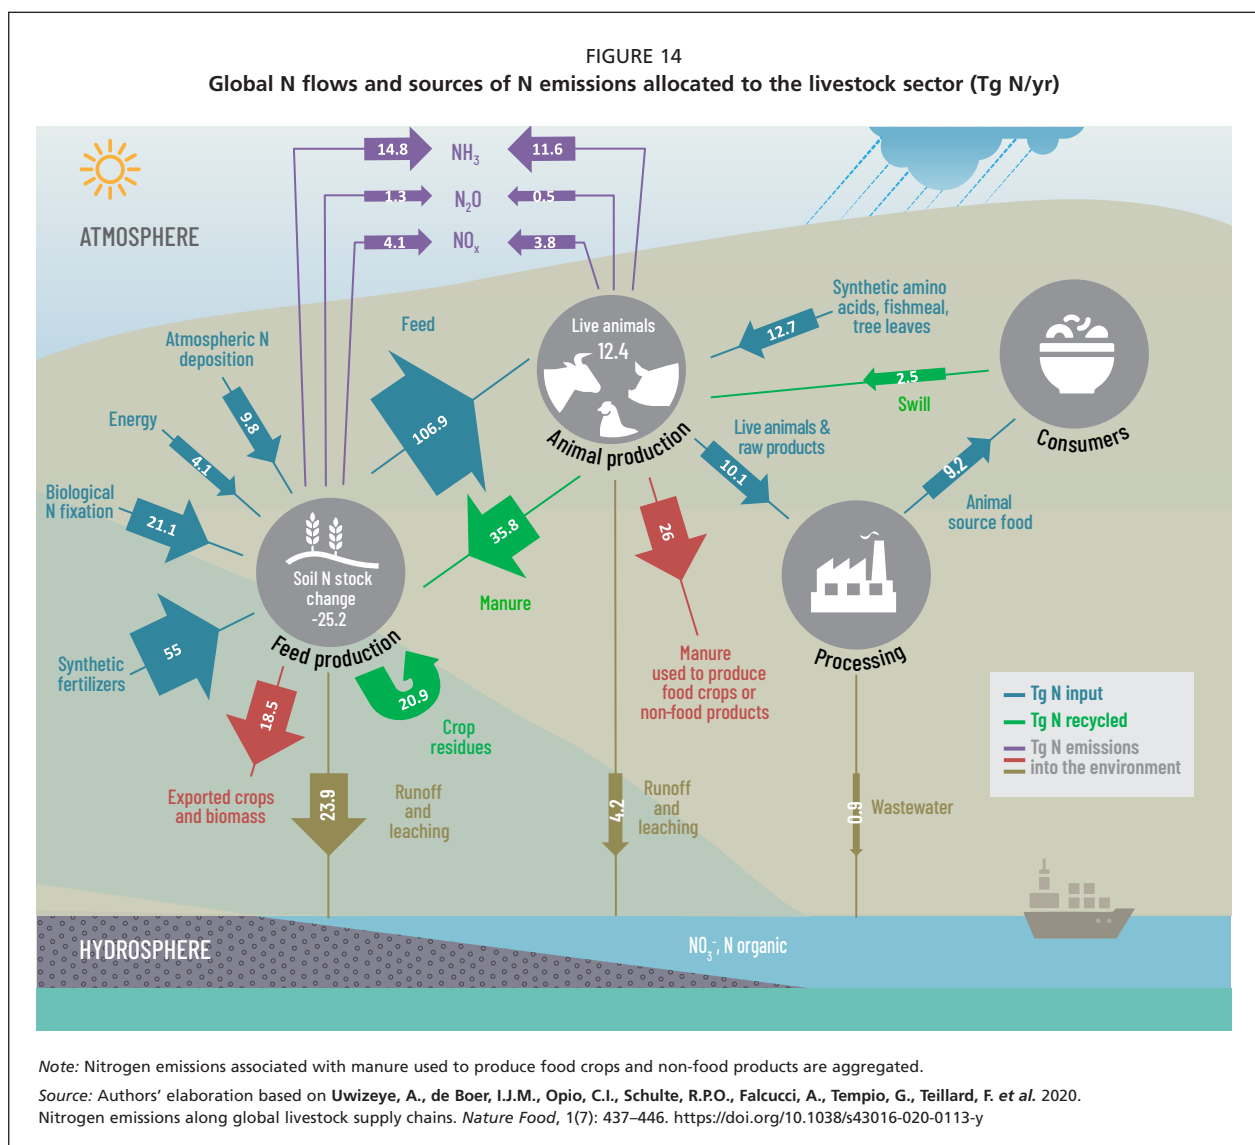 FIGURE 14
Global N flows and sources of N emissions allocated to the livestock sector (Tg N/yr)
ATMOSPHERE
14.8
NH₃
11.6
1.3
N₂O
0.5
4.1
NOₓ
3.8
Synthetic amino
acids, fishmeal,
tree leaves
12.7
Feed
106.9
Live animals
12.4
Animal production
Atmospheric N
deposition
9.8
Energy
4.1
Biological
N fixation
21.1
Synthetic
fertilizers
55
Soil N stock
change
-25.2
Feed production
2.5
Swill
Consumers
Live animals &
raw products
10.1
9.2
Animal
source food
Processing
35.8
Manure
26
Manure
used to produce
food crops or
non-food products
20.9
Crop
residues
18.5
Exported crops
and biomass
23.9
Runoff
and
leaching
4.2
Runoff
and
leaching
0.9
Wastewater
Tg N input
Tg N recycled
Tg N emissions
into the environment
HYDROSPHERE
NO₃⁻, N organic
Note: Nitrogen emissions associated with manure used to produce food crops and non-food products are aggregated.
Source: Authors’ elaboration based on Uwizeye, A., de Boer, I.J.M., Opio, C.I., Schulte, R.P.O., Falcucci, A., Tempio, G., Teillard, F. et al. 2020.
Nitrogen emissions along global livestock supply chains. Nature Food, 1(7): 437–446. https://doi.org/10.1038/s43016-020-0113-y